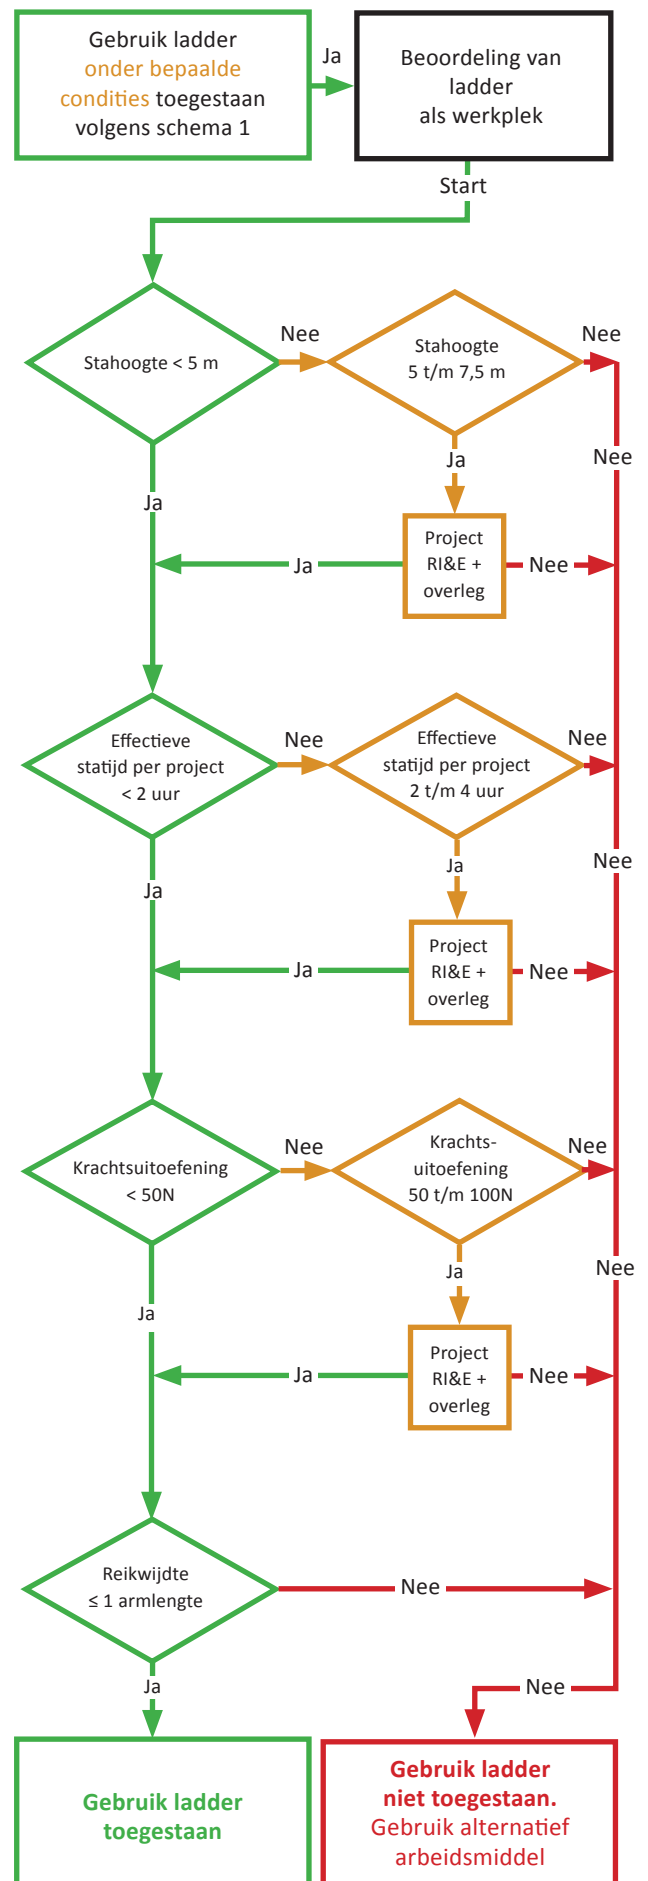 Gebruik ladder
onder bepaalde
condities toegestaan
volgens schema 1
Ja
Beoordeling van
ladder
als werkplek
Start
Stahoogte < 5 m
Nee
Stahoogte
5 t/m 7,5 m
Nee
Nee
Ja
Ja
Project
RI&E +
overleg
Ja
Nee
Effectieve
statijd per project
< 2 uur
Nee
Effectieve
statijd per project
2 t/m 4 uur
Nee
Nee
Ja
Ja
Project
RI&E +
overleg
Ja
Nee
Krachtsuitoefening
< 50N
Nee
Krachts-
uitoefening
50 t/m 100N
Nee
Nee
Ja
Ja
Project
RI&E +
overleg
Ja
Nee
Reikwijdte
≤ 1 armlengte
Nee
Ja
Nee
Gebruik ladder
toegestaan
Gebruik ladder
niet toegestaan.
Gebruik alternatief
arbeidsmiddel